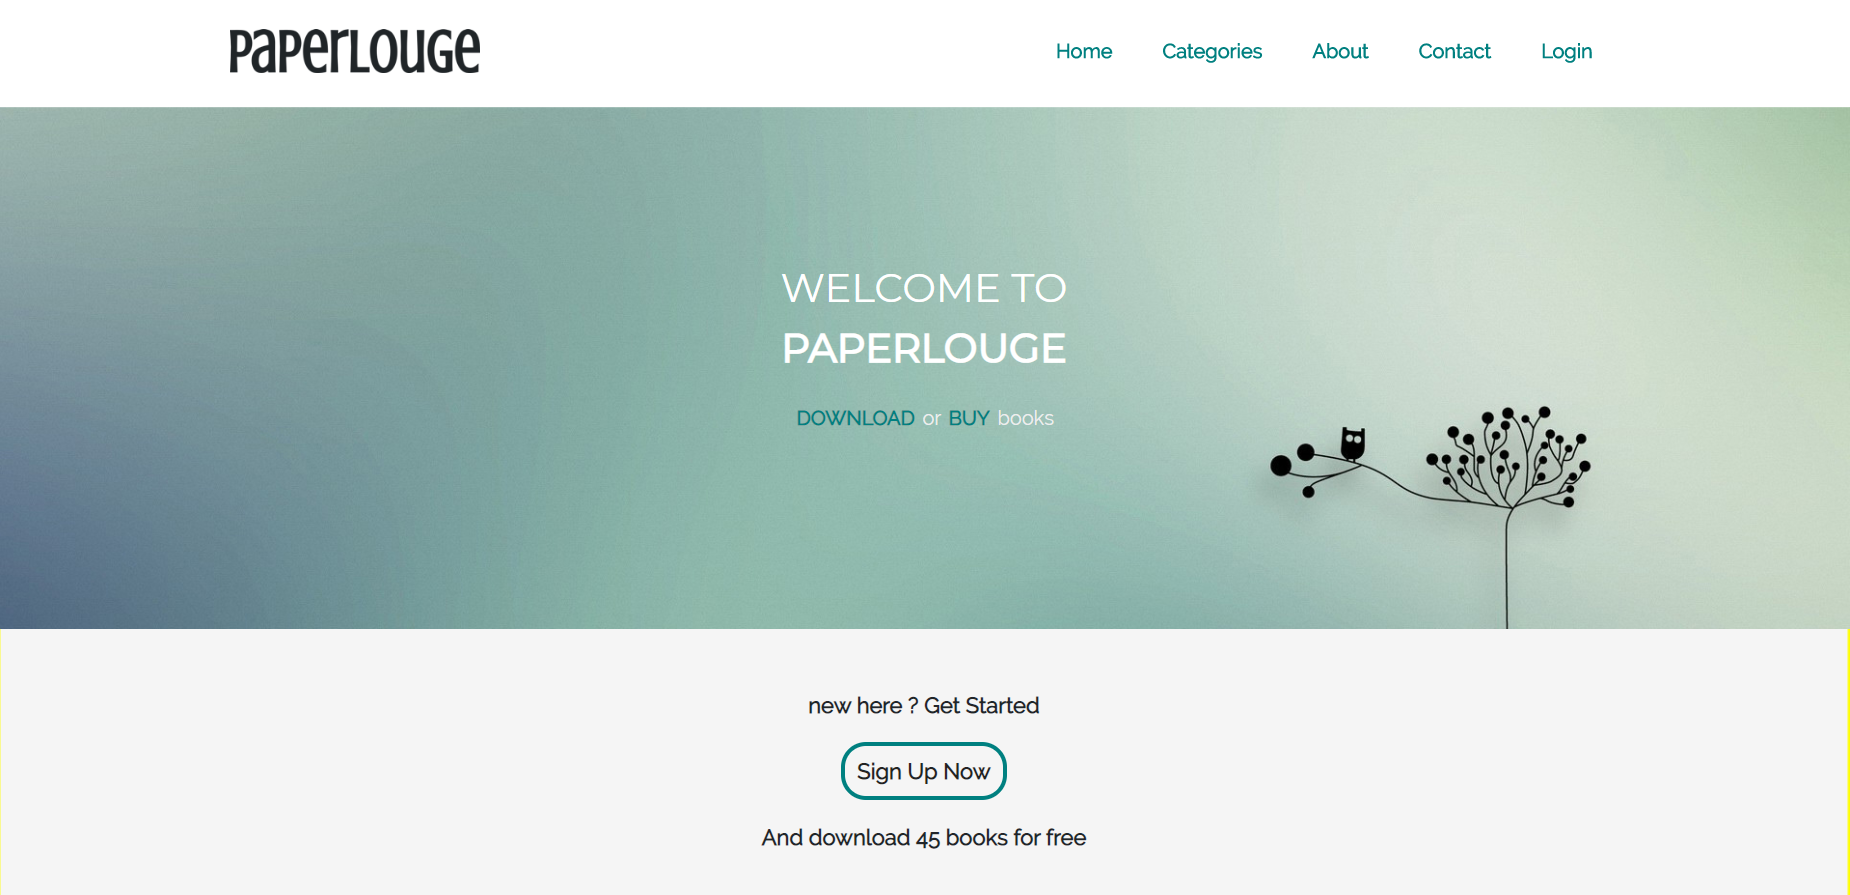 PaperLouge
Home Categories About Contact Login
WELCOME TO
PAPERLOUGE
DOWNLOAD or BUY books
new here ? Get Started
Sign Up Now
And download 45 books for free